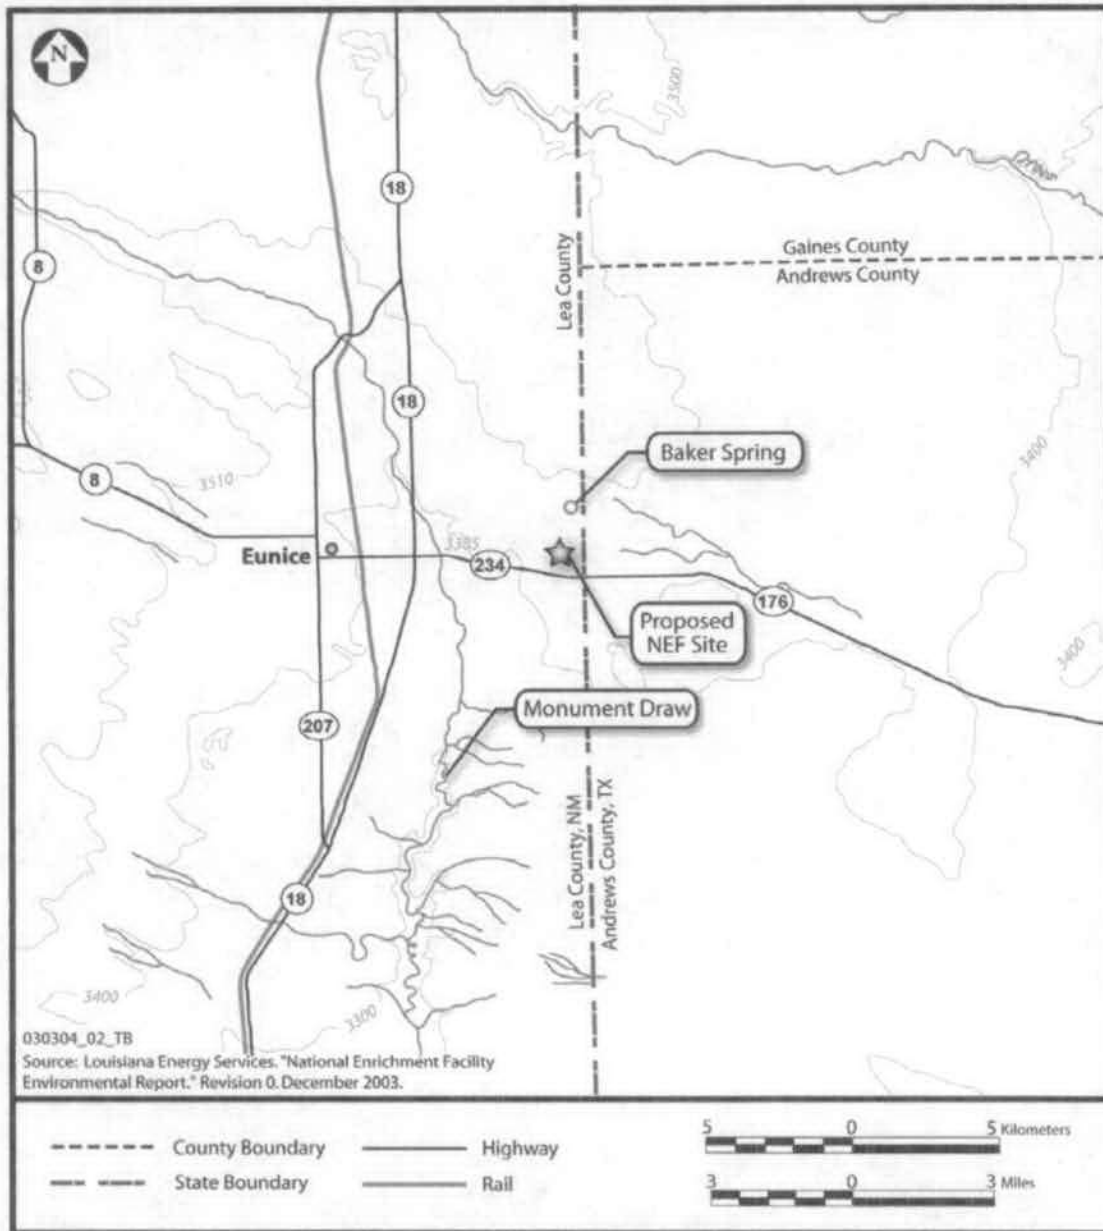 N
3500
18
8
Gaines County
Andrews County
Lea County
18
Baker Spring
3400
8
3510
3385
Eunice
234
176
Proposed
NEF Site
3400
Monument Draw
207
Lea County, NM
Andrews County, TX
18
3400
3300
030304_02_TB
Source: Louisiana Energy Services. "National Enrichment Facility
Environmental Report." Revision 0. December 2003.
County Boundary
Highway
5 0 5 Kilometers
State Boundary
Rail
3 0 3 Miles